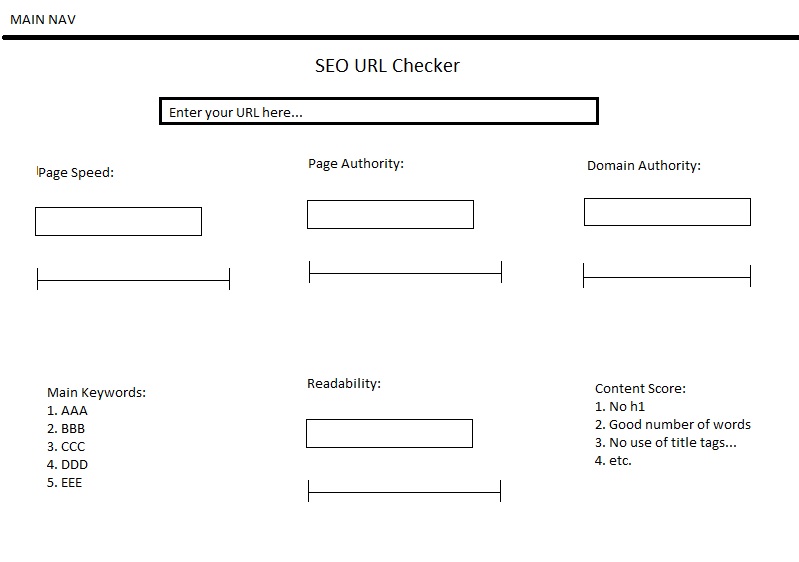 MAIN NAV
SEO URL Checker
Enter your URL here...
Page Speed:
Page Authority:
Domain Authority:
Main Keywords:
1. AAA
2. BBB
3. CCC
4. DDD
5. EEE
Readability:
Content Score:
1. No h1
2. Good number of words
3. No use of title tags...
4. etc.